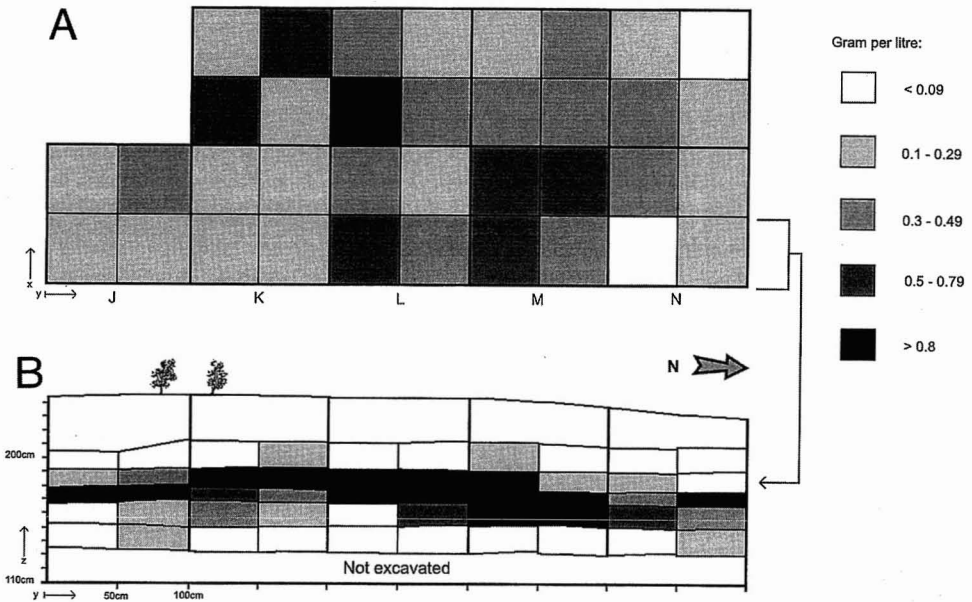 A
Gram per litre:
< 0.09
0.1 - 0.29
0.3 - 0.49
0.5 - 0.79
> 0.8
x
y
J K L M N
B
N
200cm
z
Not excavated
110cm
y
50cm 100cm